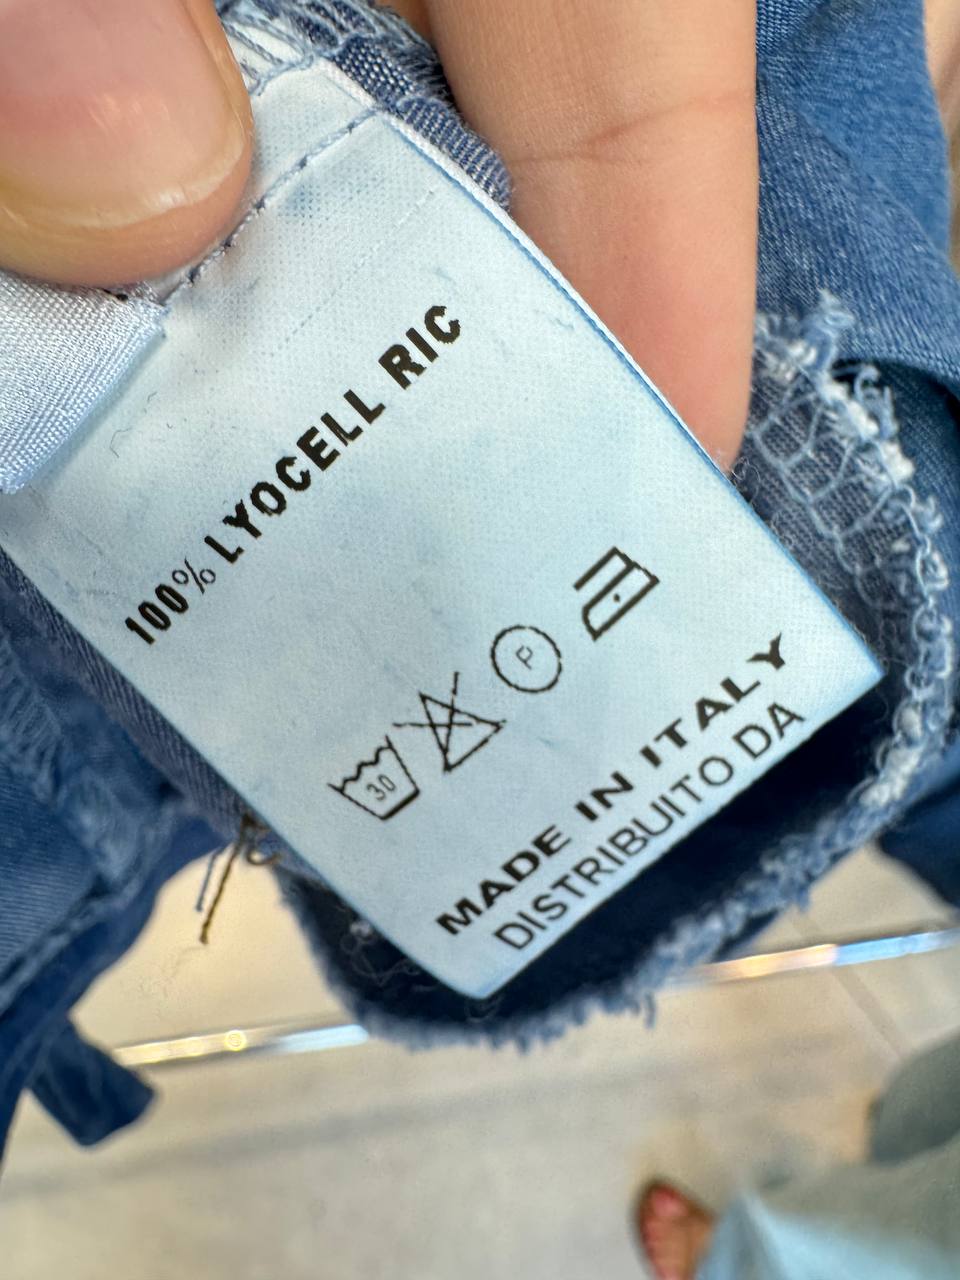 100% LYOCELL RIC
30
P
MADE IN ITALY
DISTRIBUITO DA